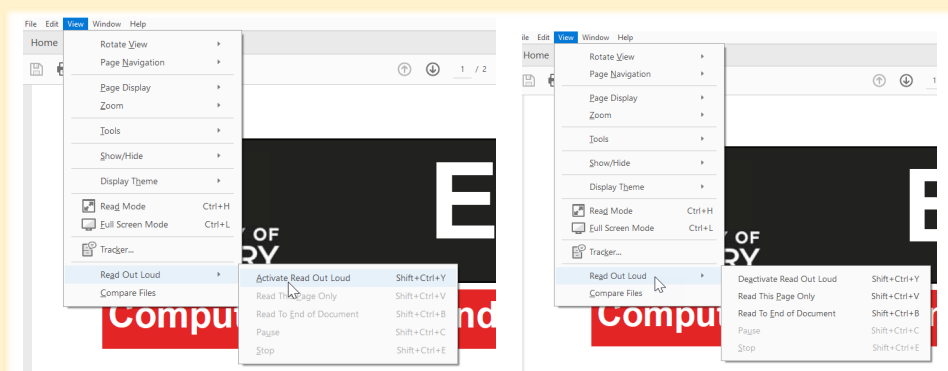 File Edit View Window Help
Home
Rotate View
Page Navigation
1 / 2
Page Display
Zoom
Tools
Show/Hide
Display Theme
E
Read Mode Ctrl+H
Full Screen Mode Ctrl+L
OF
Tracker...
RY
Read Out Loud
Activate Read Out Loud Shift+Ctrl+Y
Compare Files
Read This Page Only Shift+Ctrl+V
Read To End of Document Shift+Ctrl+B
Comput nd
Pause Shift+Ctrl+C
Stop Shift+Ctrl+E
ile Edit View Window Help
Home
Rotate View
Page Navigation
1
Page Display
Zoom
Tools
Show/Hide
Display Theme
Read Mode Ctrl+H
Full Screen Mode Ctrl+L
OF
Tracker...
RY
Read Out Loud
Deactivate Read Out Loud Shift+Ctrl+Y
Compare Files
Read This Page Only Shift+Ctrl+V
Read To End of Document Shift+Ctrl+B
Compu
Pause Shift+Ctrl+C
Stop Shift+Ctrl+E